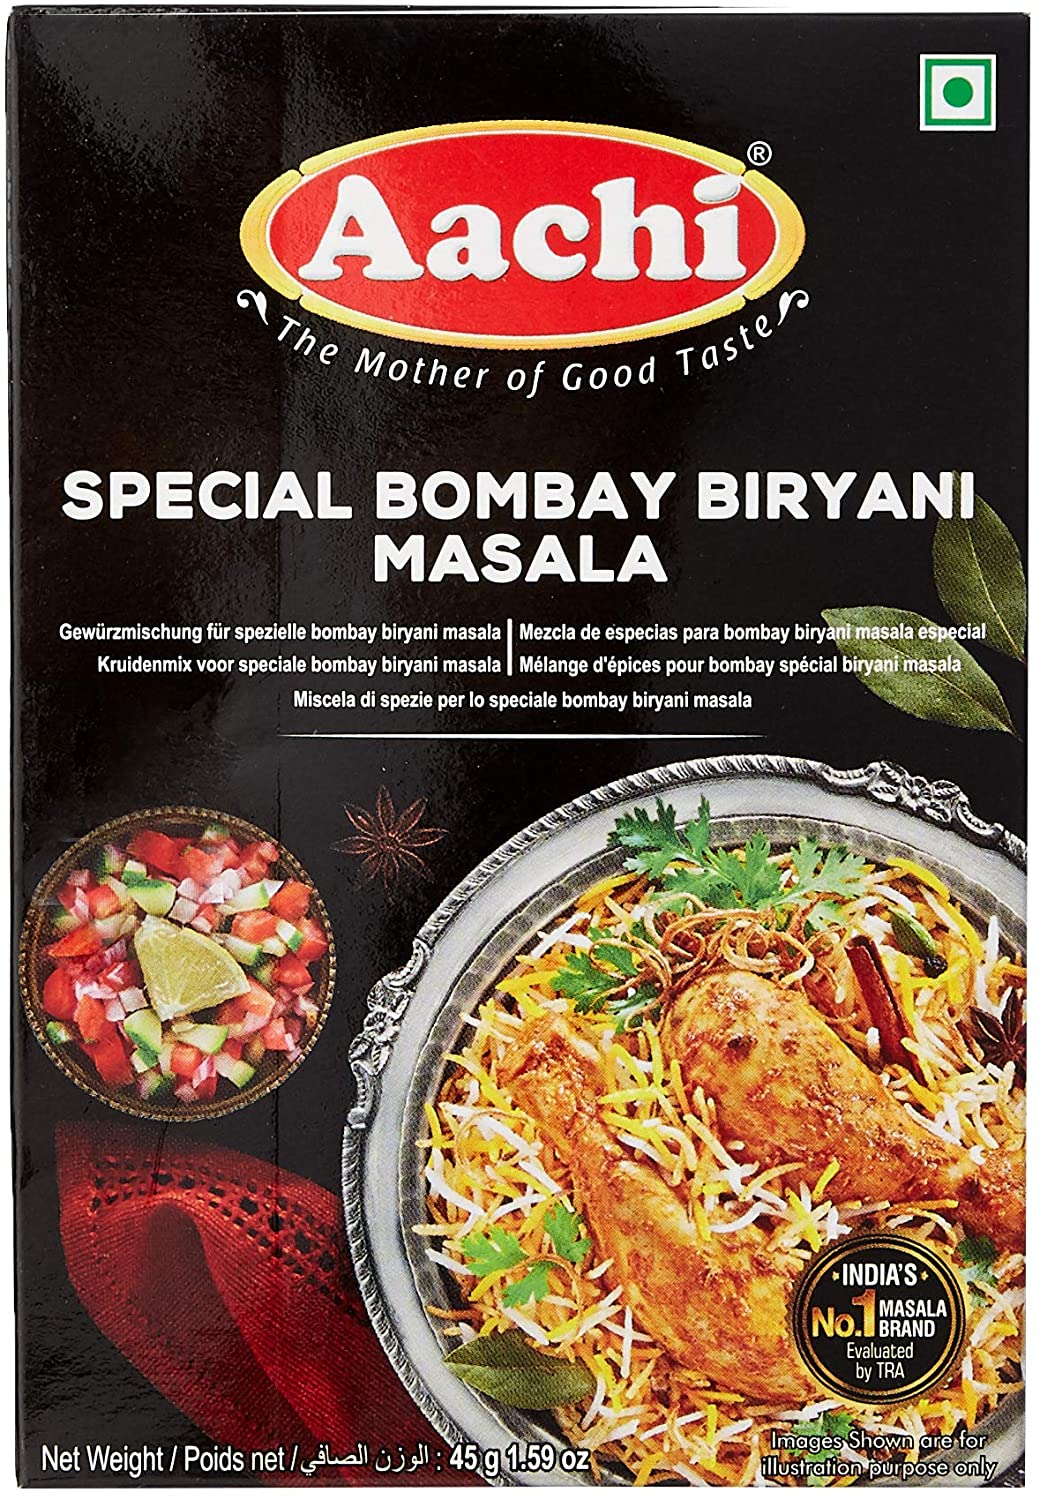 Aachi®
The Mother of Good Taste
SPECIAL BOMBAY BIRYANI
MASALA
Gewürzmischung für spezielle bombay biryani masala
Kruidenmix voor speciale bombay biryani masala
Mezcla de especias para bombay biryani masala especial
Mélange d'épices pour bombay spécial biryani masala
Miscela di spezie per lo speciale bombay biryani masala
INDIA'S
No.1 MASALA BRAND
Evaluated
by TRA
Net Weight / Poids net / الوزن الصافي : 45 g 1.59 oz
Images Shown are for
illustration purpose only